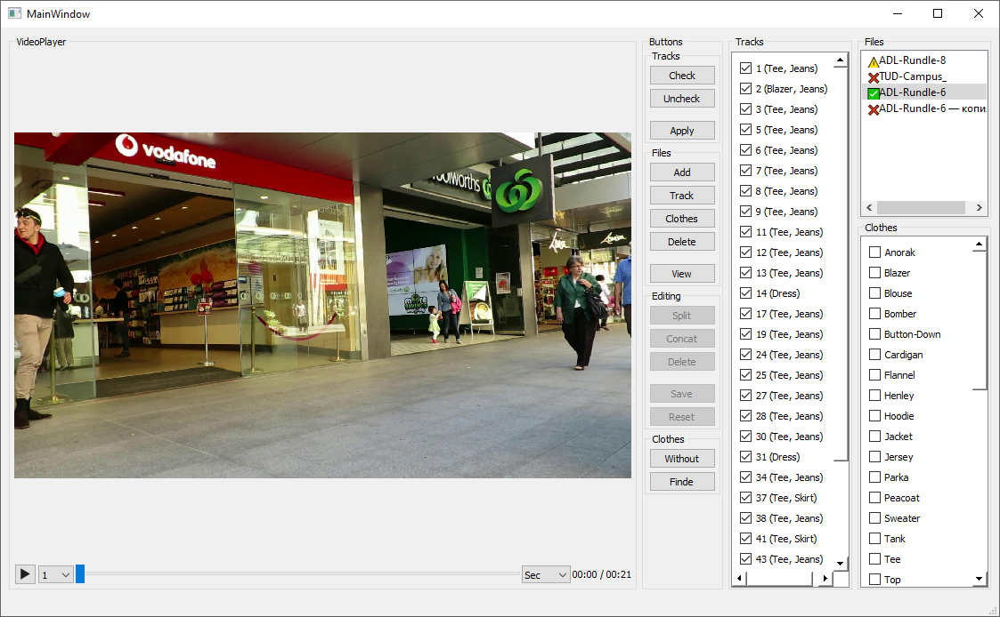 MainWindow
VideoPlayer
vodafone
oolworths
1
Sec
00:00 / 00:21
Buttons
Tracks
Check
Uncheck
Apply
Files
Add
Track
Clothes
Delete
View
Editing
Split
Concat
Delete
Save
Reset
Clothes
Without
Finde
Tracks
1 (Tee, Jeans)
2 (Blazer, Jeans)
3 (Tee, Jeans)
5 (Tee, Jeans)
6 (Tee, Jeans)
7 (Tee, Jeans)
8 (Tee, Jeans)
9 (Tee, Jeans)
11 (Tee, Jeans)
12 (Tee, Jeans)
13 (Tee, Jeans)
14 (Dress)
17 (Tee, Jeans)
19 (Tee, Jeans)
24 (Tee, Jeans)
25 (Tee, Jeans)
27 (Tee, Jeans)
28 (Tee, Jeans)
30 (Tee, Jeans)
31 (Dress)
34 (Tee, Jeans)
37 (Tee, Skirt)
38 (Tee, Jeans)
41 (Tee, Skirt)
43 (Tee, Jeans)
Files
ADL-Rundle-8
TUD-Campus_
ADL-Rundle-6
ADL-Rundle-6 — копи
Clothes
Anorak
Blazer
Blouse
Bomber
Button-Down
Cardigan
Flannel
Henley
Hoodie
Jacket
Jersey
Parka
Peacoat
Sweater
Tank
Tee
Top